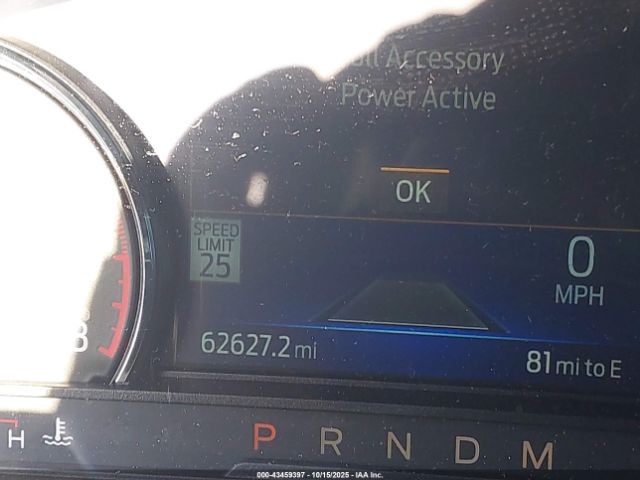 Accessory
Power Active
OK
SPEED
LIMIT
25
0
MPH
62627.2 mi
81 mi to E
8
H
P R N D M
000-43459397 - 10/15/2025 - IAA Inc.